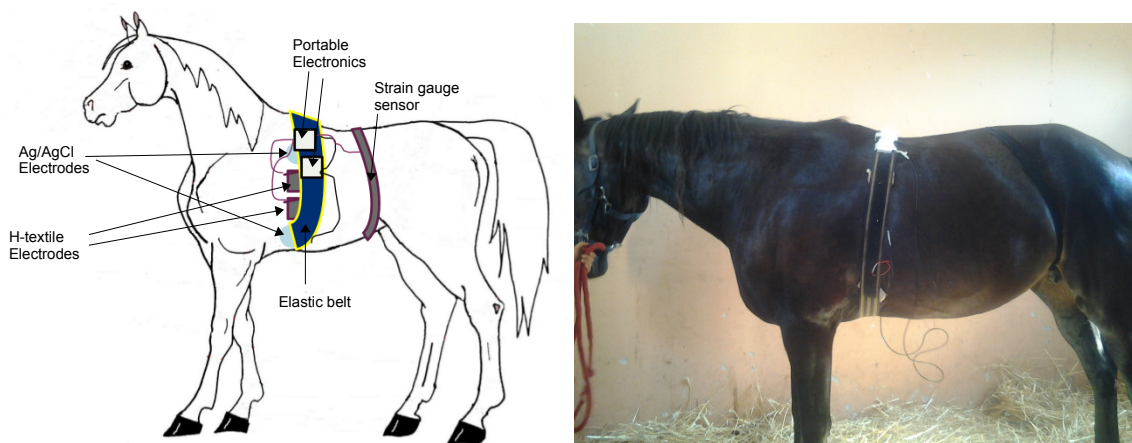 Portable
Electronics
Strain gauge
sensor
Ag/AgCl
Electrodes
H-textile
Electrodes
Elastic belt